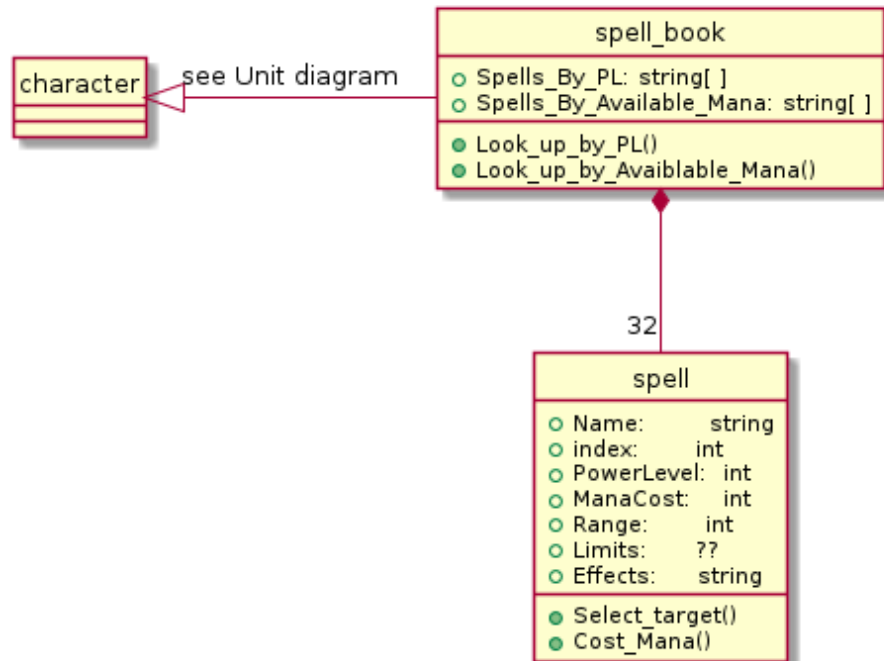 spell_book
character
see Unit diagram
Spells_By_PL: string[ ]
Spells_By_Available_Mana: string[ ]
Look_up_by_PL()
Look_up_by_Avaiblable_Mana()
32
spell
Name: string
index: int
PowerLevel: int
ManaCost: int
Range: int
Limits: ??
Effects: string
Select_target()
Cost_Mana()